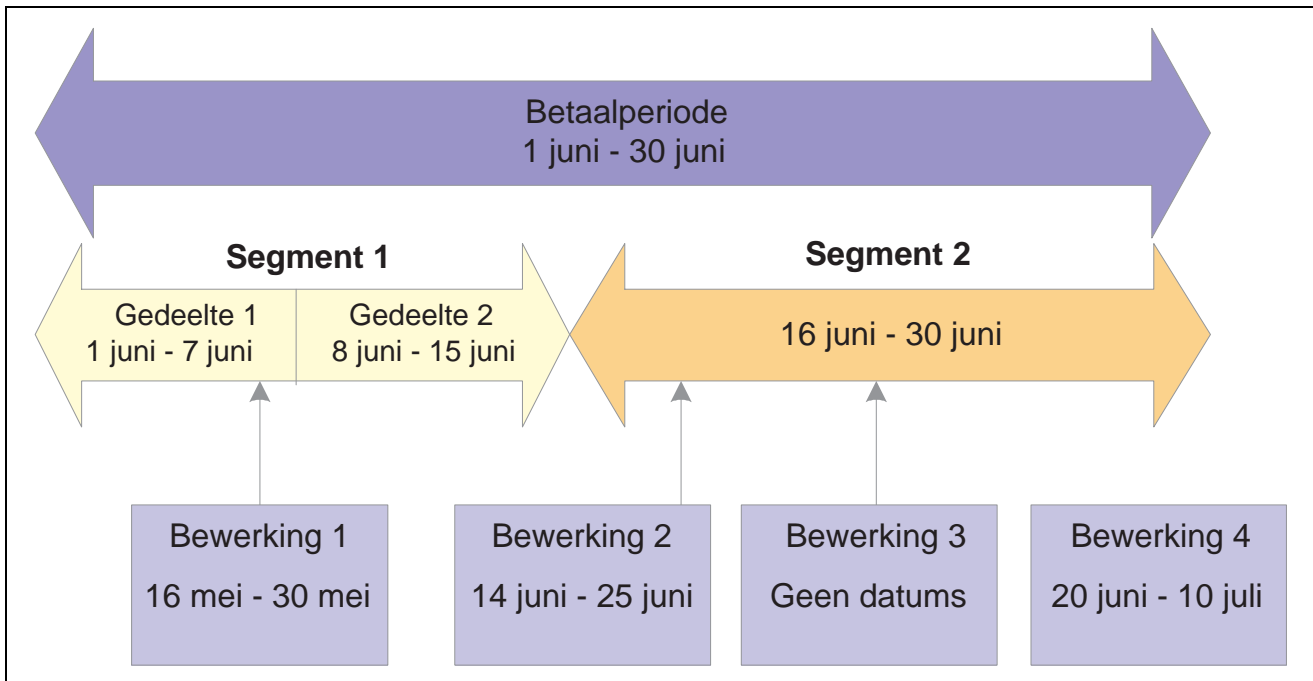 Betaalperiode
1 juni - 30 juni
Segment 1
Segment 2
Gedeelte 1
1 juni - 7 juni
Gedeelte 2
8 juni - 15 juni
16 juni - 30 juni
Bewerking 1
16 mei - 30 mei
Bewerking 2
14 juni - 25 juni
Bewerking 3
Geen datums
Bewerking 4
20 juni - 10 juli